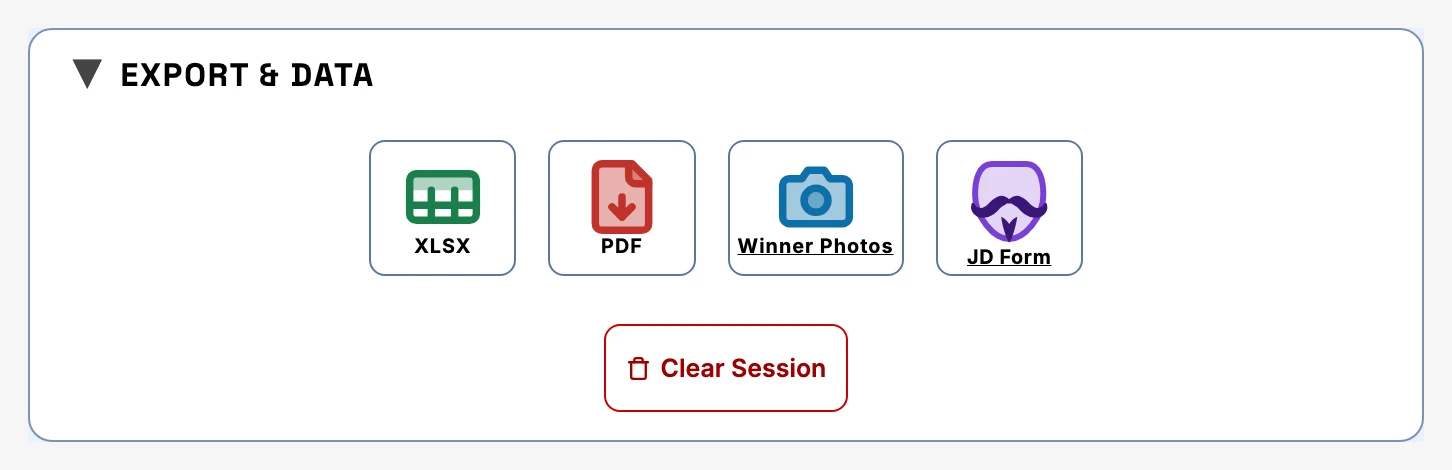 EXPORT & DATA
XLSX
PDF
Winner Photos
JD Form
Clear Session